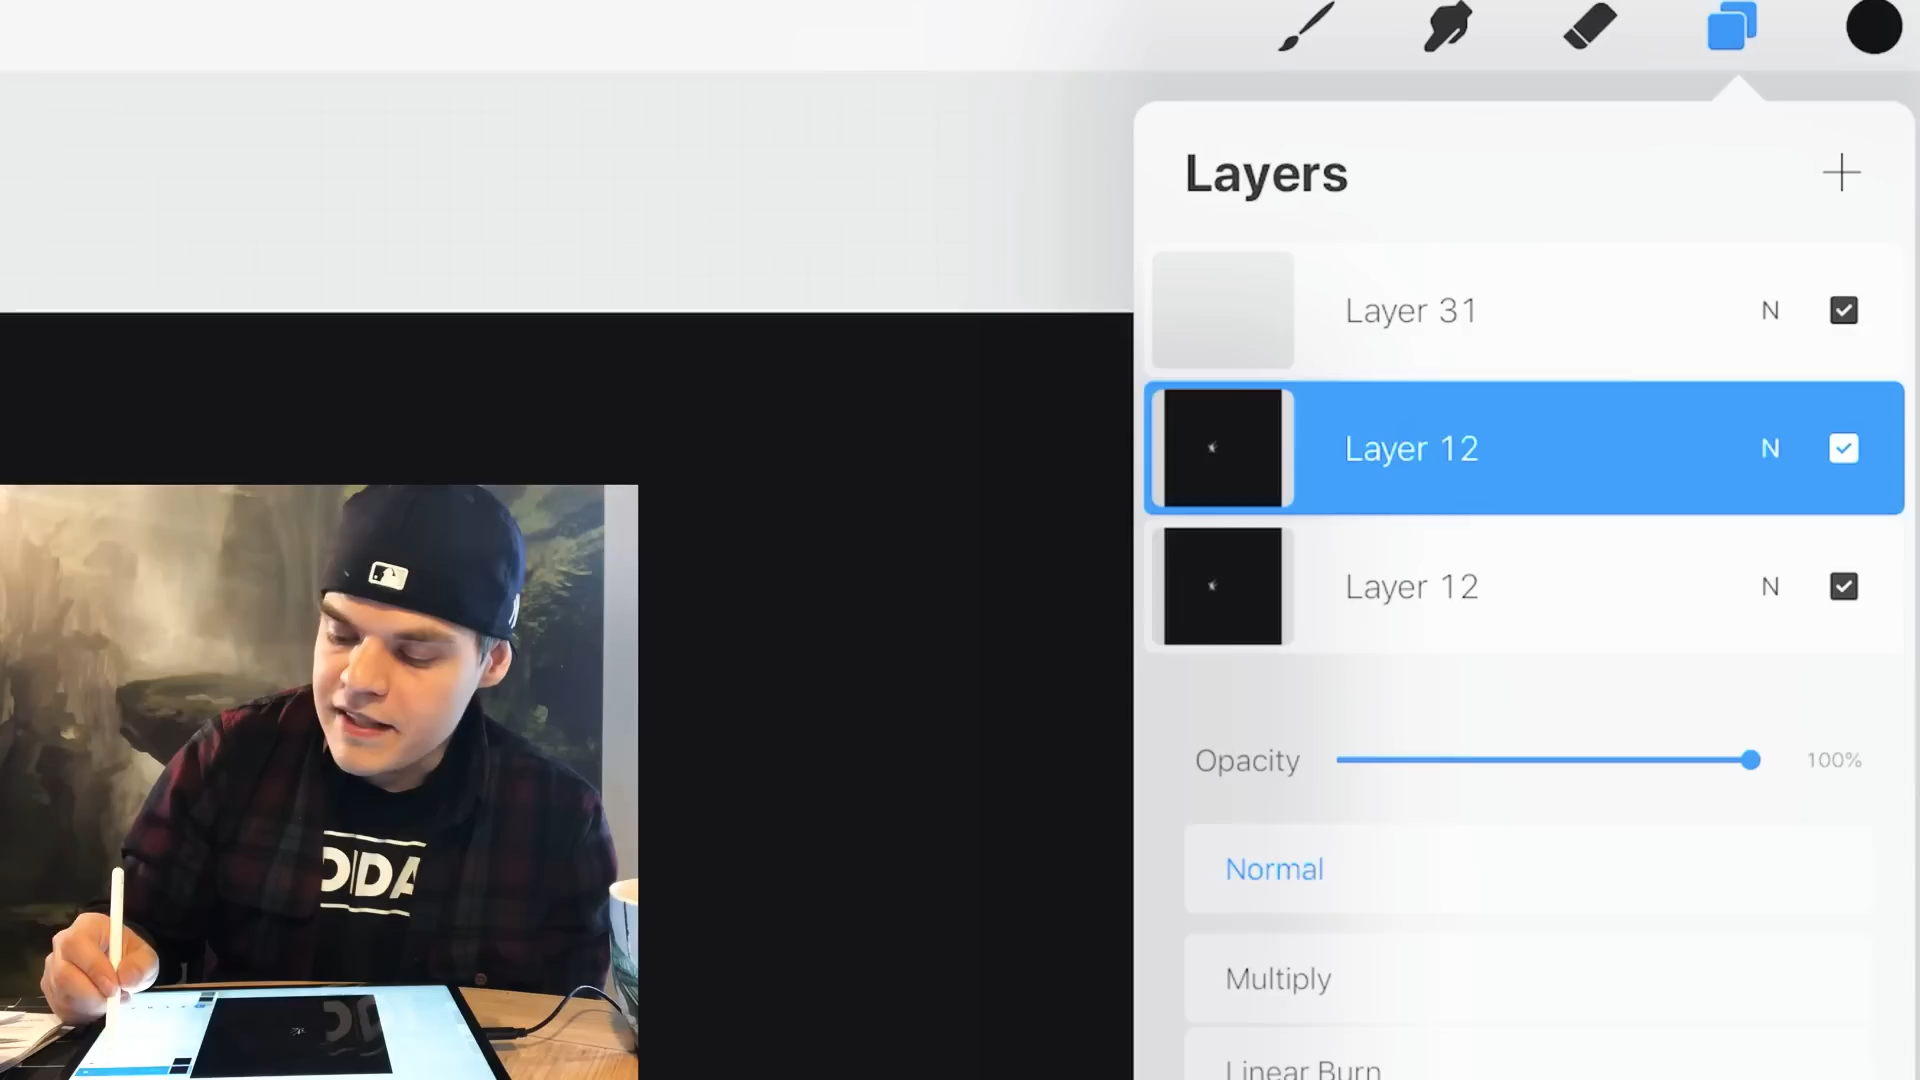 Layers
Layer 31 N
Layer 12 N
Layer 12 N
Opacity 100%
Normal
Multiply
Linear Burn